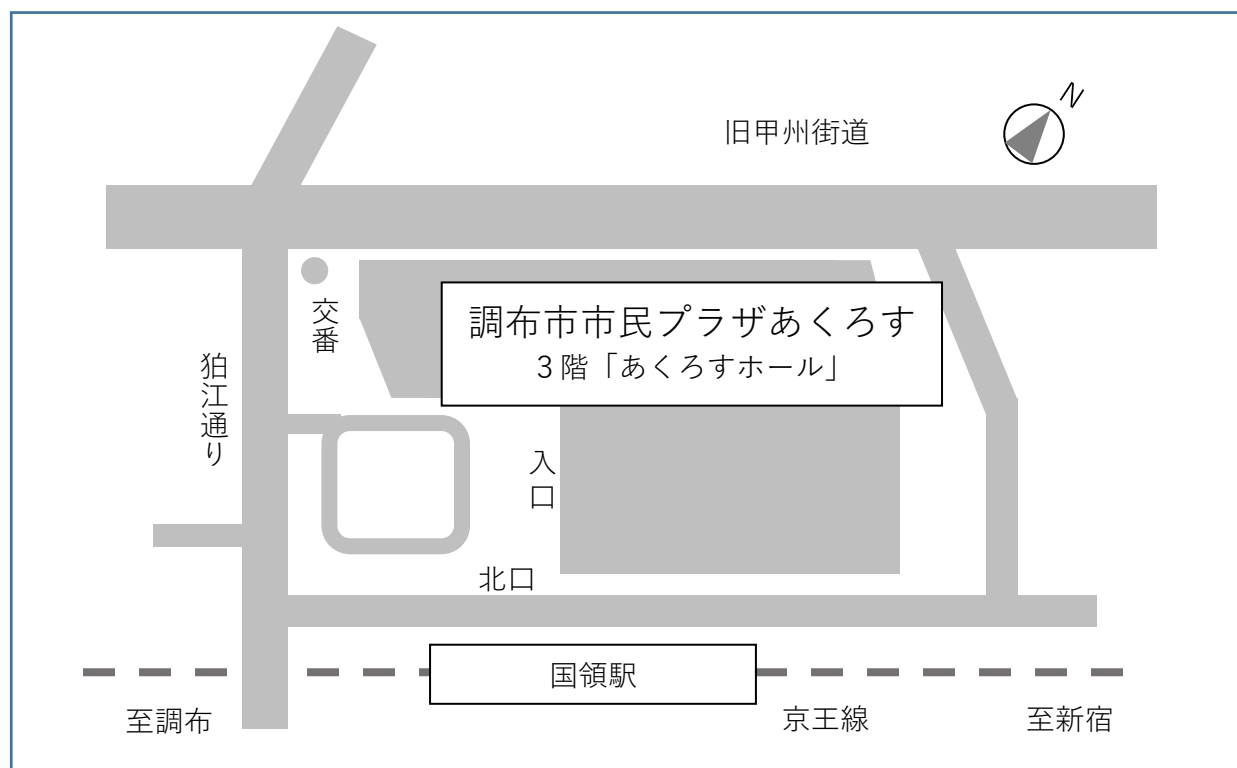 N
旧甲州街道
交番
調布市市民プラザあくろす
３階「あくろすホール」
狛江通り
入口
北口
国領駅
至調布
京王線
至新宿